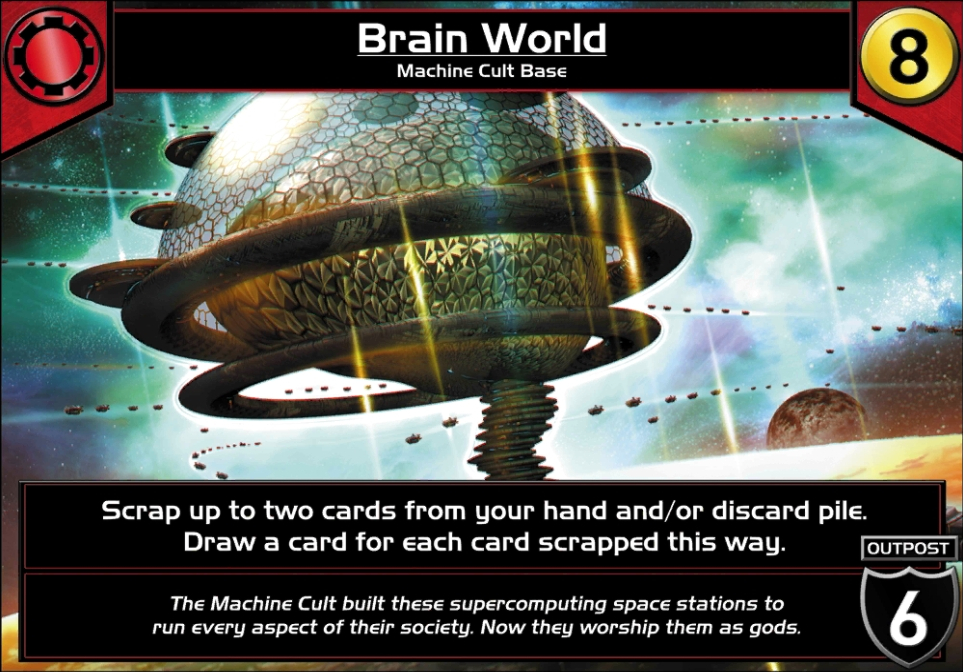 Brain World
Machine Cult Base
8
Scrap up to two cards from your hand and/or discard pile.
Draw a card for each card scrapped this way.
OUTPOST
6
The Machine Cult built these supercomputing space stations to
run every aspect of their society. Now they worship them as gods.